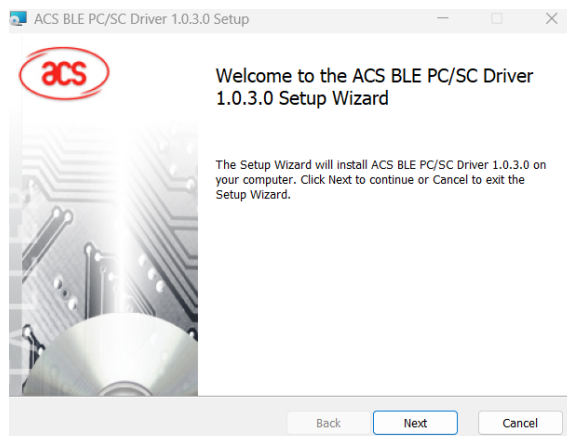 ACS BLE PC/SC Driver 1.0.3.0 Setup
acs
Welcome to the ACS BLE PC/SC Driver
1.0.3.0 Setup Wizard
The Setup Wizard will install ACS BLE PC/SC Driver 1.0.3.0 on
your computer. Click Next to continue or Cancel to exit the
Setup Wizard.
Back
Next
Cancel